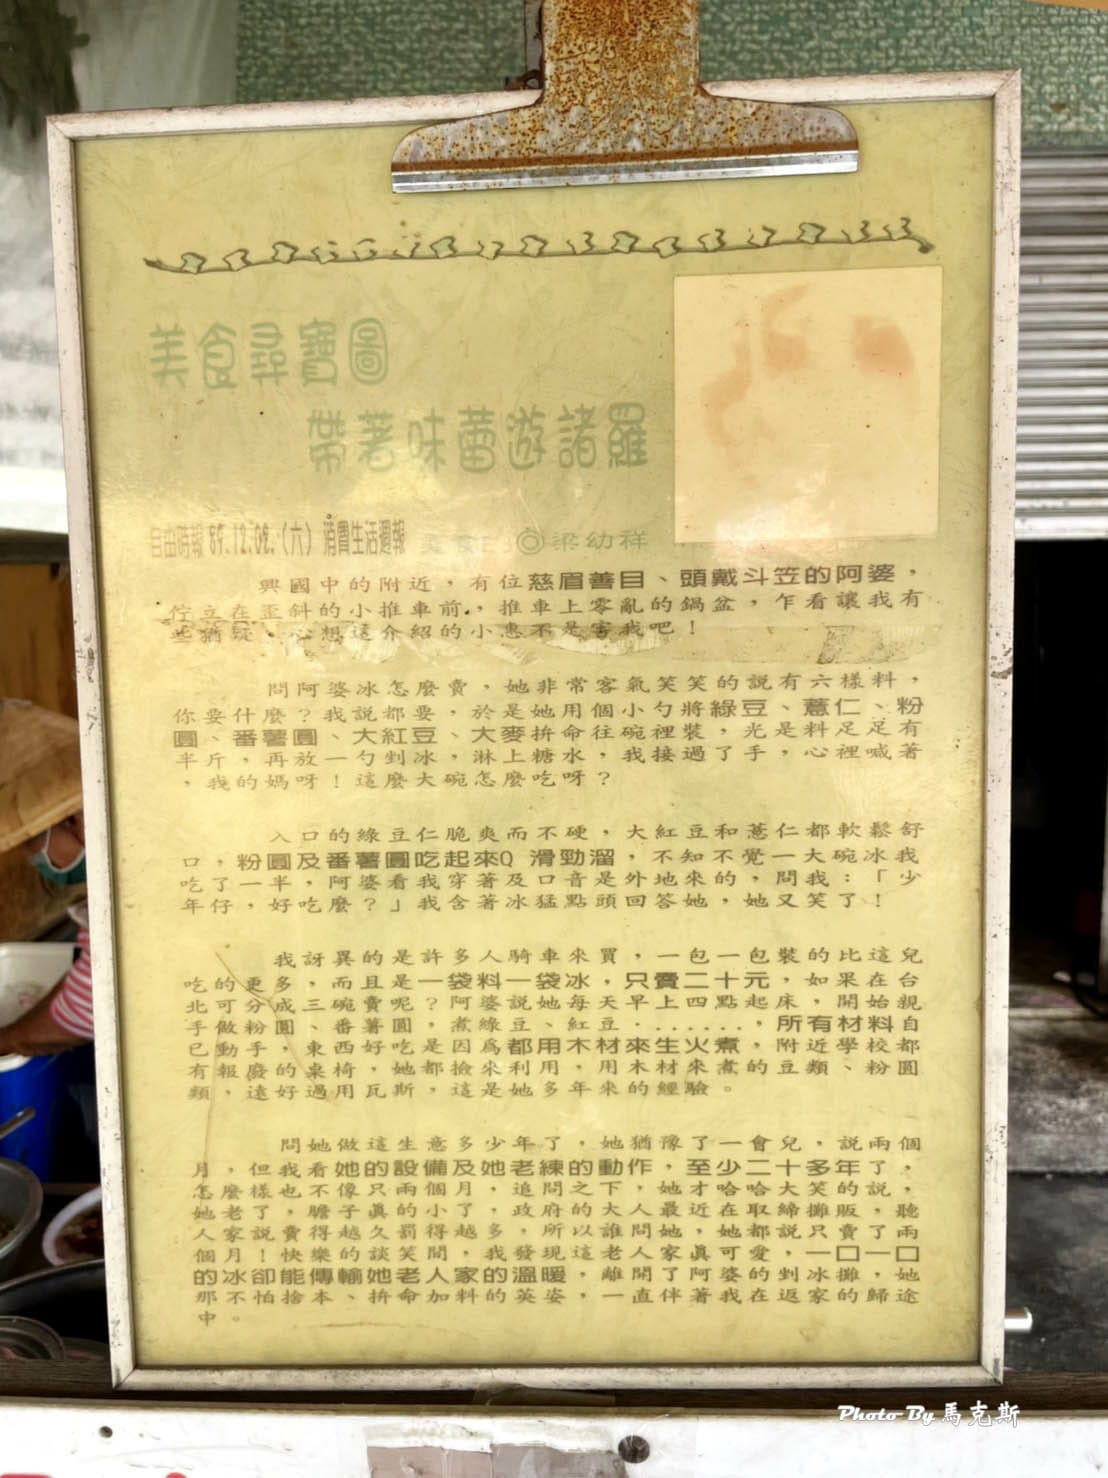 美食尋寶圖
帶著味蕾遊諸羅
自由時報 89.12.02.(六) 消費生活週報 美食 ◎梁幼祥
興國中的附近，有位慈眉善目、頭戴斗笠的阿婆，
佇立在歪斜的小推車前，推車上零亂的鍋盆，乍看讓我有
些猶疑，心想這介紹的小惠不是害我吧！
問阿婆冰怎麼賣，她非常客氣笑笑的說有六樣料，
你要什麼？我說都要，於是她用個小勺將綠豆、薏仁、粉
圓、番薯圓、大紅豆、大麥拚命往碗裡裝，光是料足足有
半斤，再放一勺剉冰，淋上糖水，我接過了手，心裡喊著
，我的媽呀！這麼大碗怎麼吃呀？
入口的綠豆仁脆爽而不硬，大紅豆和薏仁都軟鬆舒
口，粉圓及番薯圓吃起來Q 滑勁溜，不知不覺一大碗冰我
吃了一半，阿婆看我穿著及口音是外地來的，問我：「少
年仔，好吃麼？」我含著冰猛點頭回答她，她又笑了！
我訝異的是許多人騎車來買，一包一包裝的比這兒
吃的更多，而且是一袋料一袋冰，只賣二十元，如果在台
北可分成三碗賣呢？阿婆說她每天早上四點起床，開始親
手做粉圓、番薯圓，煮綠豆、紅豆．......，所有材料自
已動手，東西好吃是因為都用木材來生火煮，附近學校都
有報廢的桌椅，她都撿來利用，用木材來煮的豆類、粉圓
類，遠好過用瓦斯，這是她多年來的經驗。
問她做這生意多少年了，她猶豫了一會兒，說兩個
月，但我看她的設備及她老練的動作，至少二十多年了，
怎麼樣也不像只兩個月，追問之下，她才哈哈大笑的說，
她老了，膽子真的小了，政府的大人最近在取締攤販，聽
人家說賣得越久罰得越多，所以誰問她，她都說只賣了兩
個月！快樂的談笑間，我發現這老人家真可愛，一口一口
的冰卻能傳輸她老人家的溫暖，離開了阿婆的剉冰攤，她
那不怕捨本、拚命加料的英姿，一直伴著我在返家的歸途
中。
Photo By 馬克斯